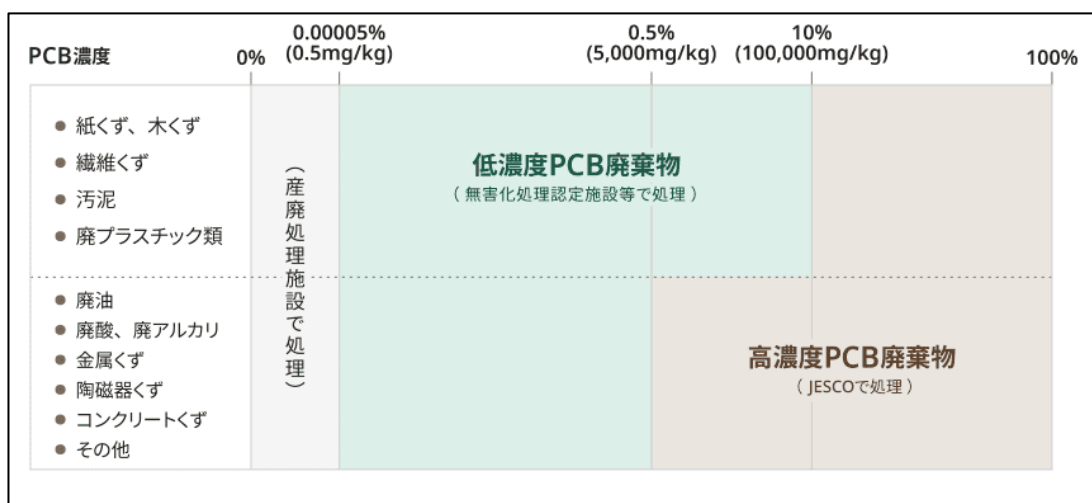 PCB濃度
0%
0.00005%
(0.5mg/kg)
0.5%
(5,000mg/kg)
10%
(100,000mg/kg)
100%
● 紙くず、木くず
● 繊維くず
● 汚泥
● 廃プラスチック類
（産廃処理施設で処理）
低濃度PCB廃棄物
（ 無害化処理認定施設等で処理 ）
● 廃油
● 廃酸、廃アルカリ
● 金属くず
● 陶磁器くず
● コンクリートくず
● その他
高濃度PCB廃棄物
（ JESCOで処理 ）